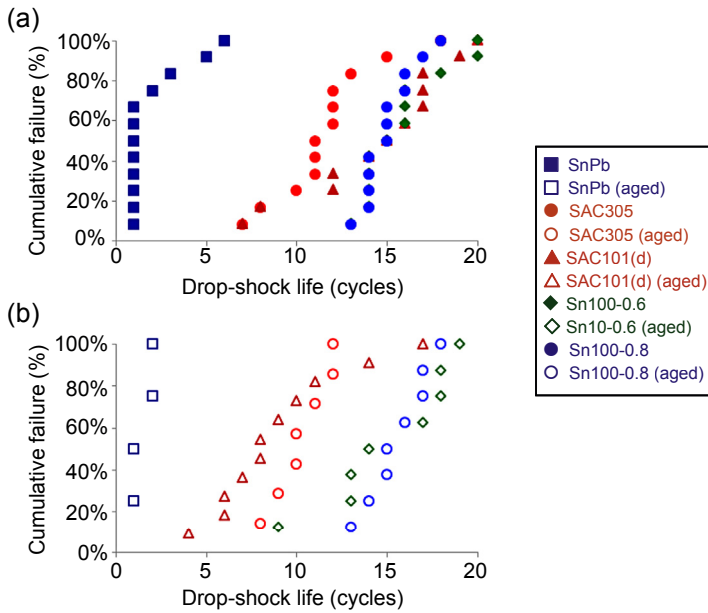 (a)
100%
80%
60%
40%
20%
0%
Cumulative failure (%)
0 5 10 15 20
Drop-shock life (cycles)
(b)
100%
80%
60%
40%
20%
0%
Cumulative failure (%)
0 5 10 15 20
Drop-shock life (cycles)
SnPb
SnPb (aged)
SAC305
SAC305 (aged)
SAC101(d)
SAC101(d) (aged)
Sn100-0.6
Sn10-0.6 (aged)
Sn100-0.8
Sn100-0.8 (aged)